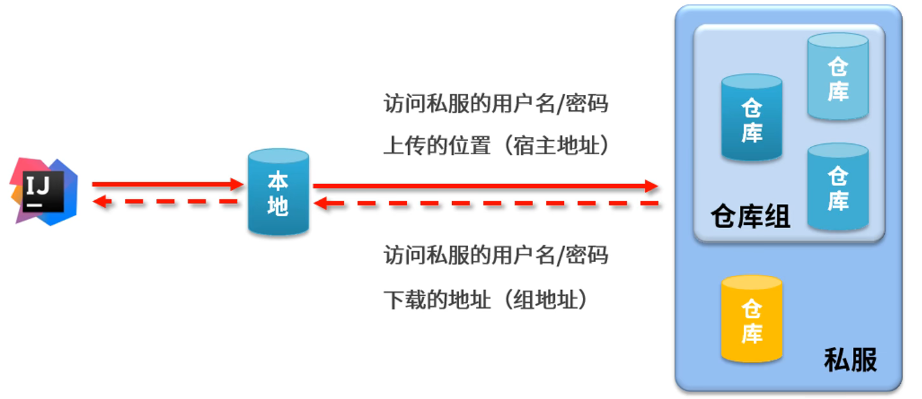 访问私服的用户名/密码
上传的位置（宿主地址）
IJ
本
地
访问私服的用户名/密码
下载的地址（组地址）
仓
库
仓
库
仓
库
仓库组
仓
库
私服